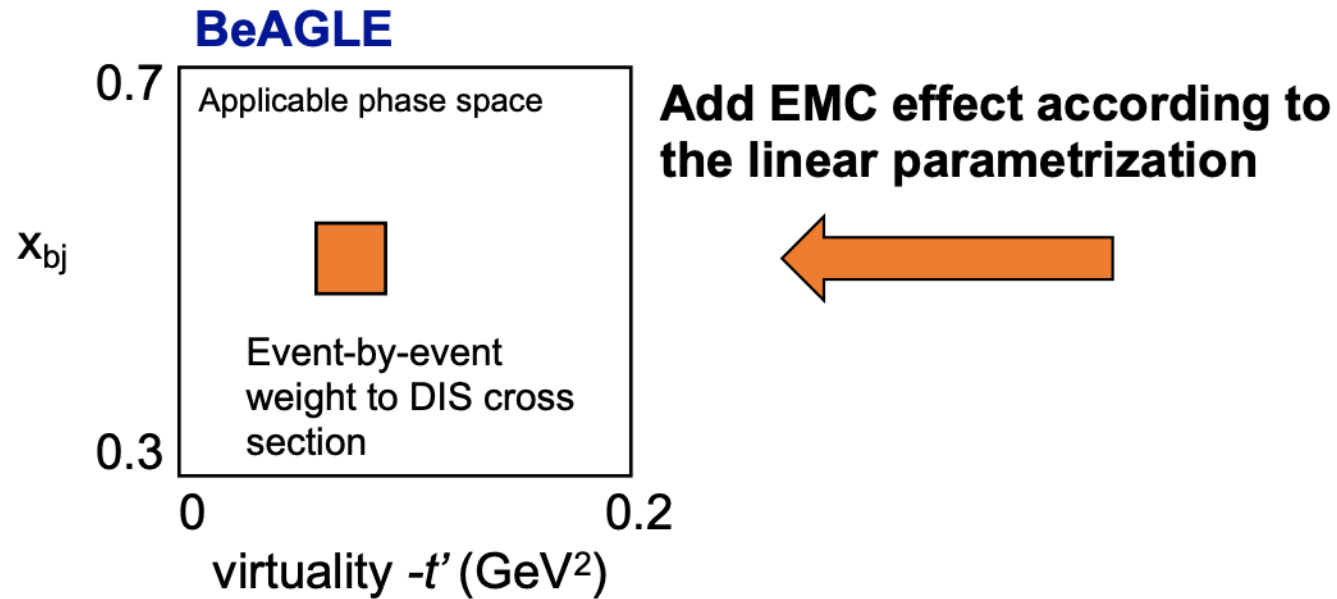 BeAGLE
0.7
Applicable phase space
Add EMC effect according to
the linear parametrization
x_bj
Event-by-event
weight to DIS cross
section
0.3
0
0.2
virtuality -t’ (GeV²)